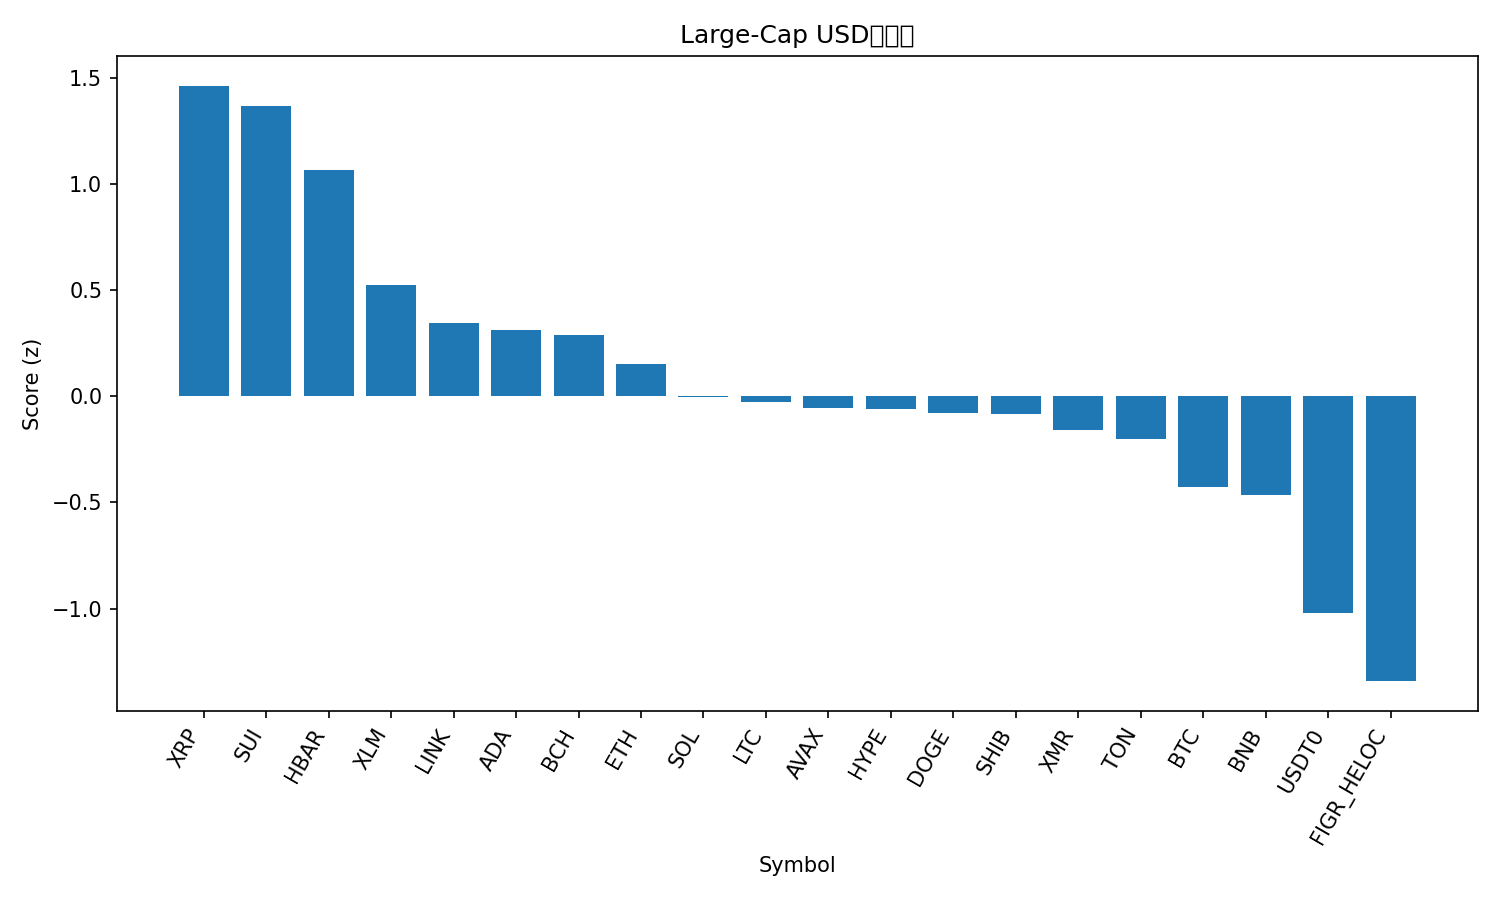 Large-Cap USD
Score (z)
1.5
1.0
0.5
0.0
−0.5
−1.0
XRP
SUI
HBAR
XLM
LINK
ADA
BCH
ETH
SOL
LTC
AVAX
HYPE
DOGE
SHIB
XMR
TON
BTC
BNB
USDT0
FIGR_HELOC
Symbol